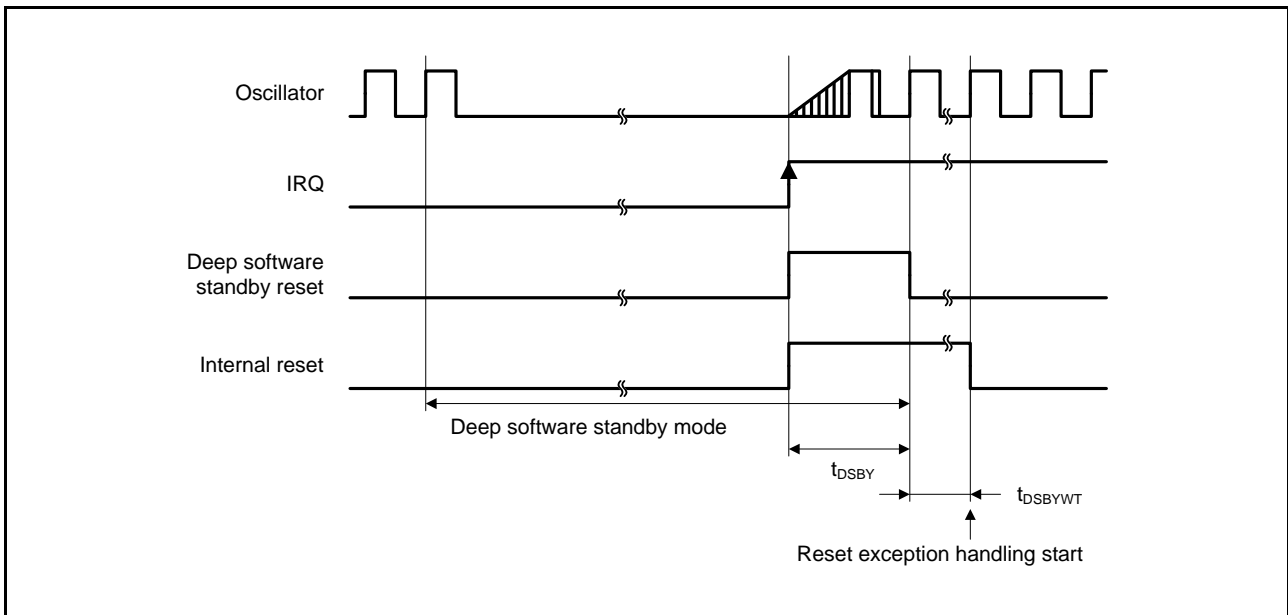 Oscillator
IRQ
Deep software
standby reset
Internal reset
Deep software standby mode
tDSBY
tDSBYWT
Reset exception handling start